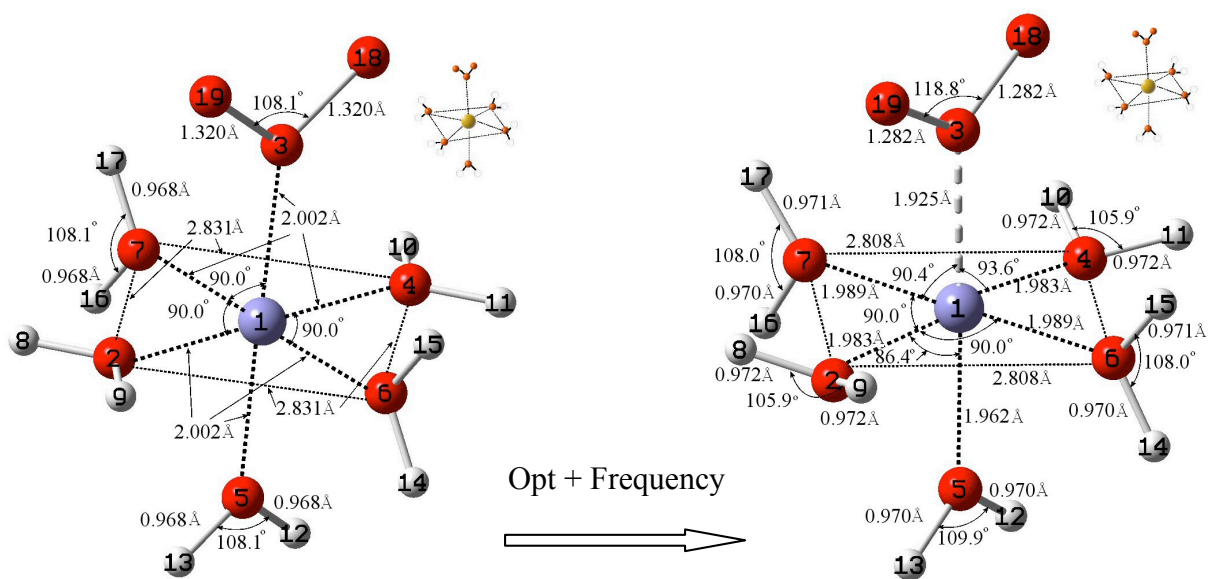 18
19
108.1°
1.320Å
1.320Å
3
17
0.968Å
2.831Å
2.002Å
108.1°
7
10
90.0°
0.968Å
4
16
90.0°
1
90.0°
11
8
2
15
9
6
2.831Å
2.002Å
14
5
0.968Å
0.968Å
12
108.1°
13
Opt + Frequency
18
118.8°
19
1.282Å
3
1.282Å
17
1.925Å
10
0.971Å
0.972Å
105.9°
11
108.0°
2.808Å
7
4
90.4°
93.6°
0.972Å
0.970Å
1.989Å
1.983Å
1
15
16
90.0°
1.989Å
0.971Å
8
1.983Å
86.4°
90.0°
6
108.0°
0.972Å
2
9
2.808Å
105.9°
0.972Å
0.970Å
1.962Å
14
5
0.970Å
0.970Å
12
109.9°
13